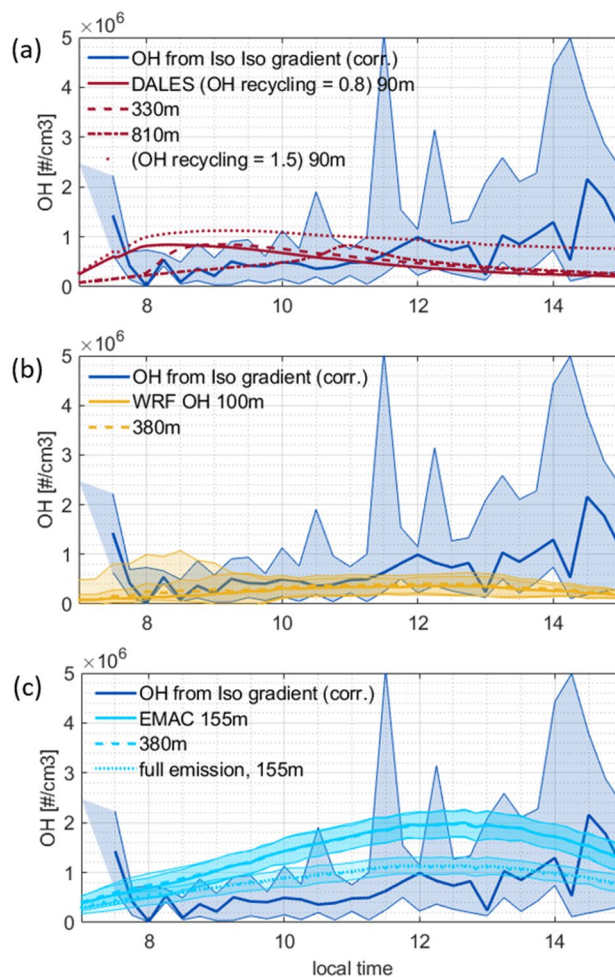 (a)
×10⁶
5
OH from Iso Iso gradient (corr.)
DALES (OH recycling = 0.8) 90m
4
330m
810m
3
(OH recycling = 1.5) 90m
OH [#/cm3]
2
1
0
8 10 12 14
(b)
×10⁶
5
OH from Iso gradient (corr.)
WRF OH 100m
4
380m
3
OH [#/cm3]
2
1
0
8 10 12 14
(c)
×10⁶
5
OH from Iso gradient (corr.)
EMAC 155m
4
380m
full emission, 155m
3
OH [#/cm3]
2
1
0
8 10 12 14
local time